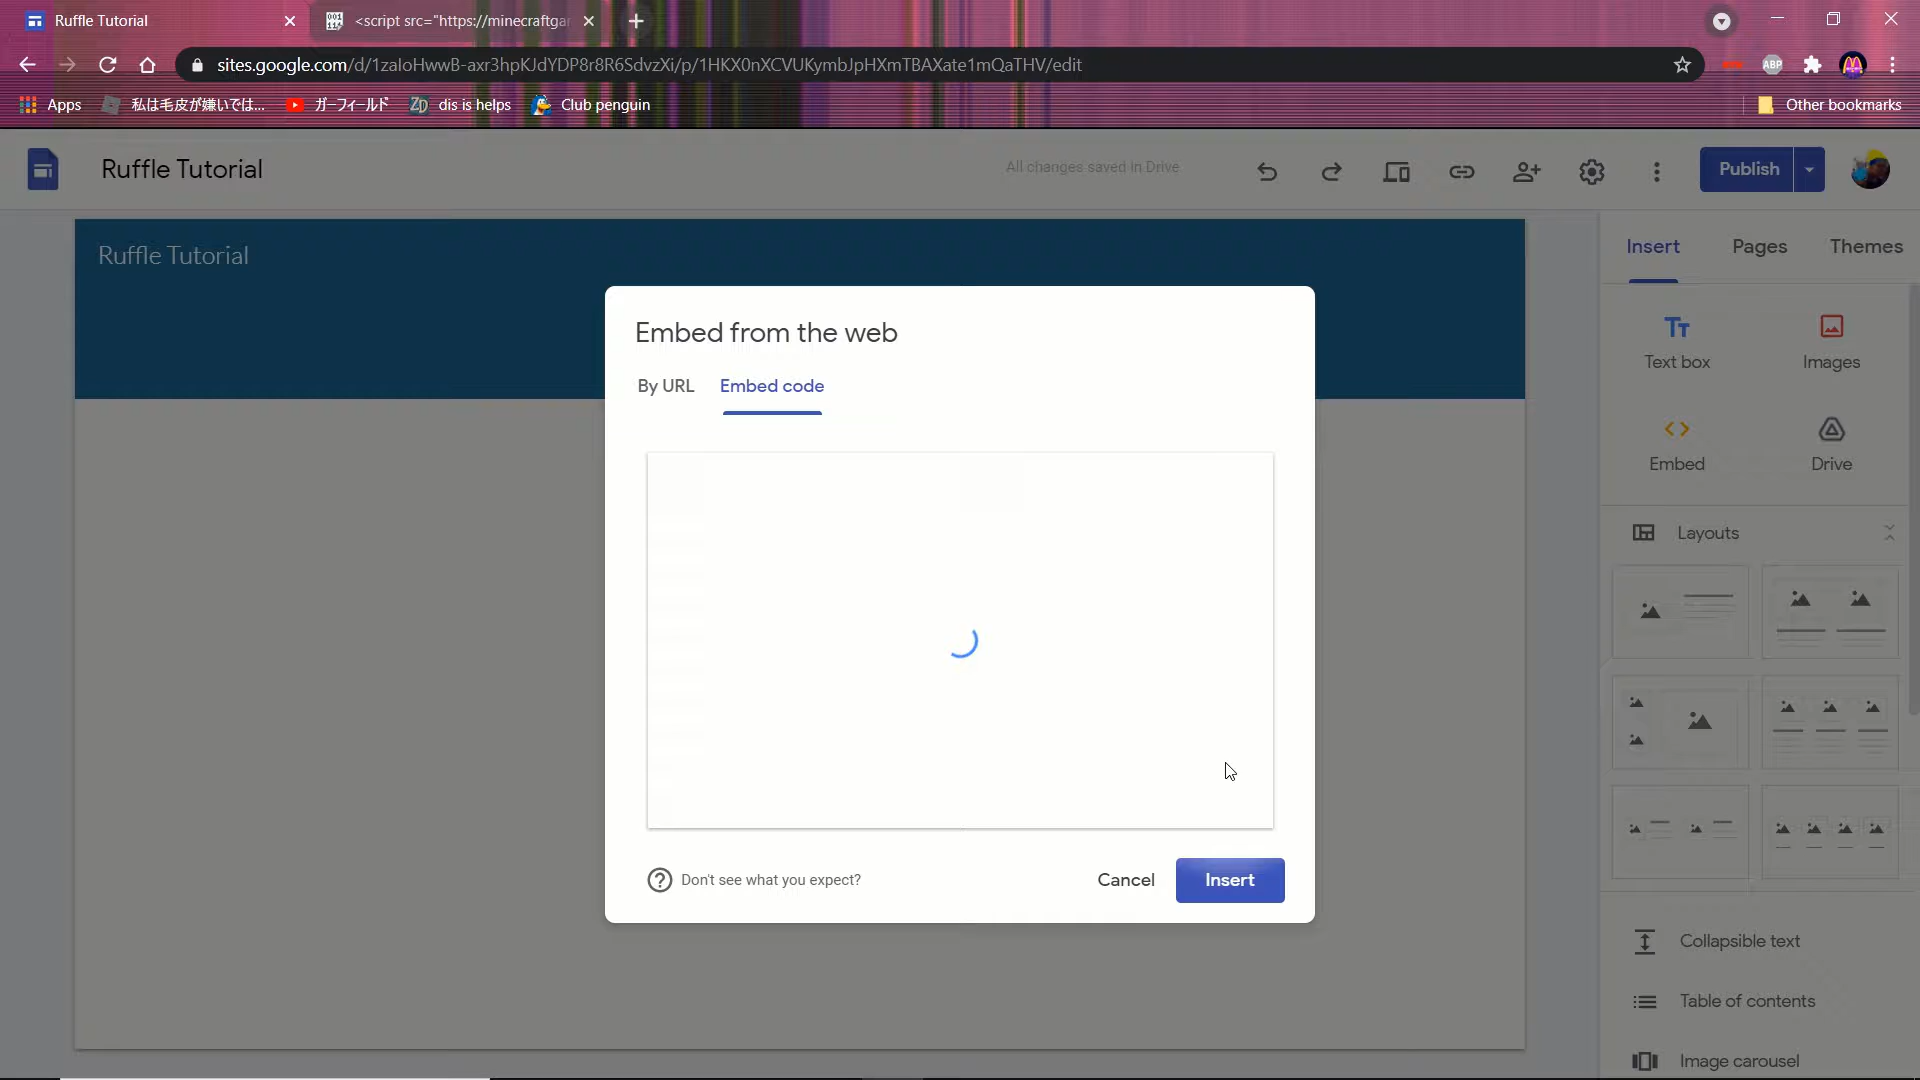 Ruffle Tutorial
<script src="https://minecraftgar
sites.google.com/d/1zaIoHwwB-axr3hpKJdYDP8r8R6SdvzXi/p/1HKX0nXCVUKymbJpHXmTBAXate1mQaTHV/edit
ABP
Apps
私は毛皮が嫌いでは...
ガーフィールド
dis is helps
Club penguin
Other bookmarks
Ruffle Tutorial
All changes saved in Drive
Publish
Ruffle Tutorial
Insert
Pages
Themes
Embed from the web
By URL
Embed code
Text box
Images
Embed
Drive
Layouts
Don't see what you expect?
Cancel
Insert
Collapsible text
Table of contents
Image carousel